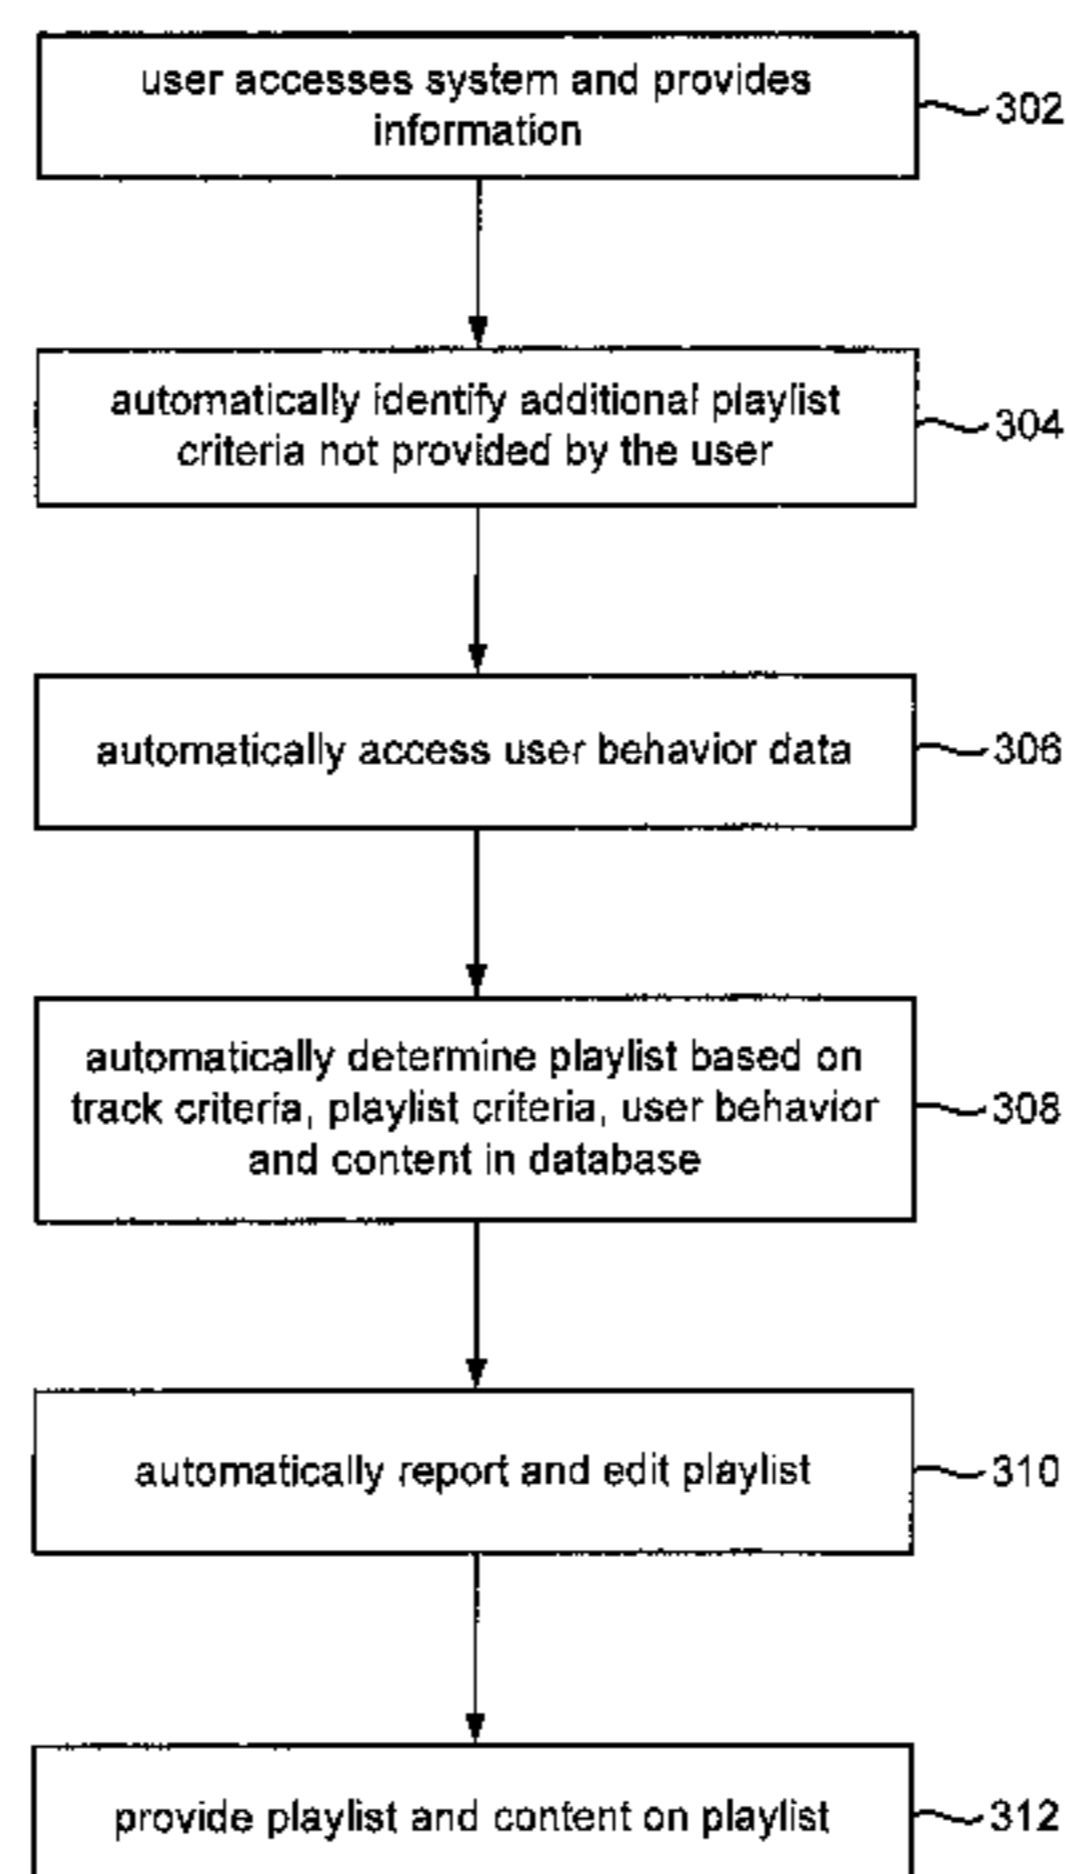 user accesses system and provides
information
302
automatically identify additional playlist
criteria not provided by the user
304
automatically access user behavior data
306
automatically determine playlist based on
track criteria, playlist criteria, user behavior
and content in database
308
automatically report and edit playlist
310
provide playlist and content on playlist
312